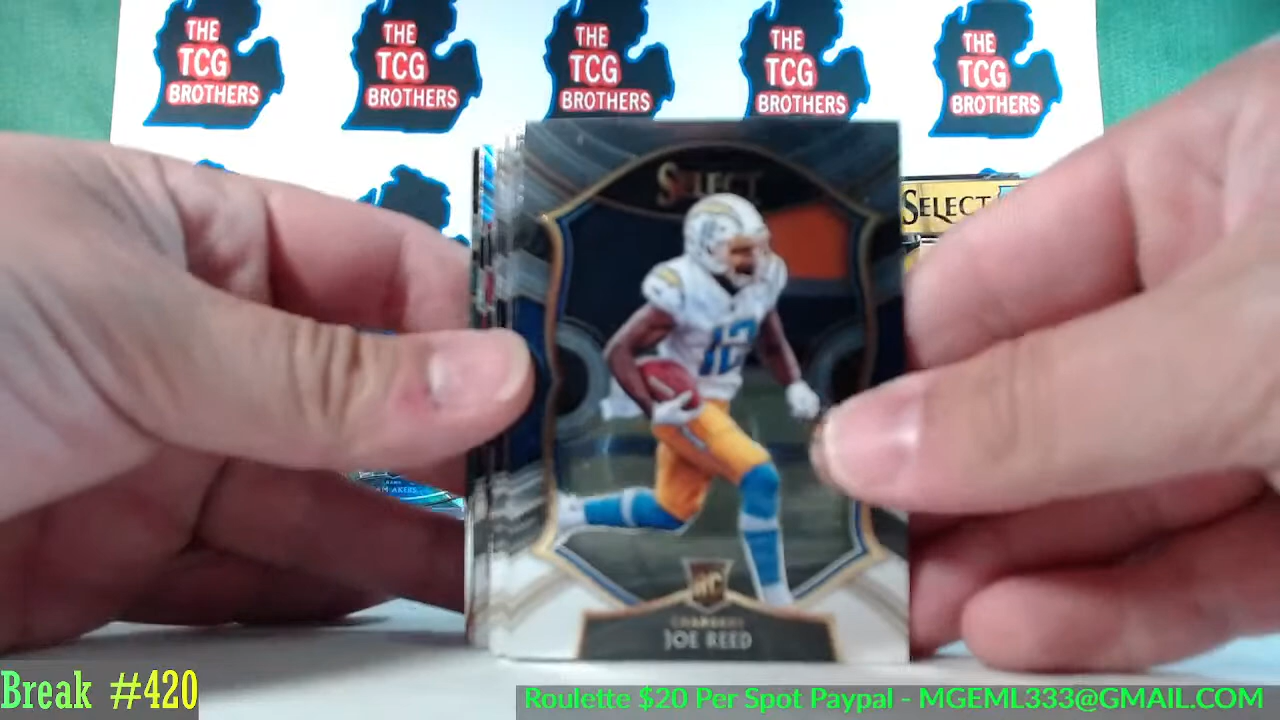 THE
TCG
BROTHERS
THE
TCG
BROTHERS
THE
TCG
BROTHERS
THE
TCG
BROTHERS
THE
TCG
BROTHERS
SELECT
SELECT
12
RC
CHARGERS
JOE REED
AKERS
Break #420
Roulette $20 Per Spot Paypal - MGEML333@GMAIL.COM